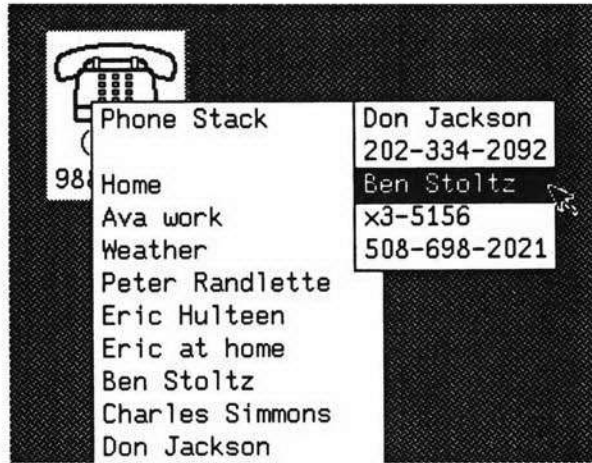 98
Phone Stack
Home
Ava work
Weather
Peter Randlette
Eric Hulteen
Eric at home
Ben Stoltz
Charles Simmons
Don Jackson
Don Jackson
202-334-2092
Ben Stoltz
x3-5156
508-698-2021